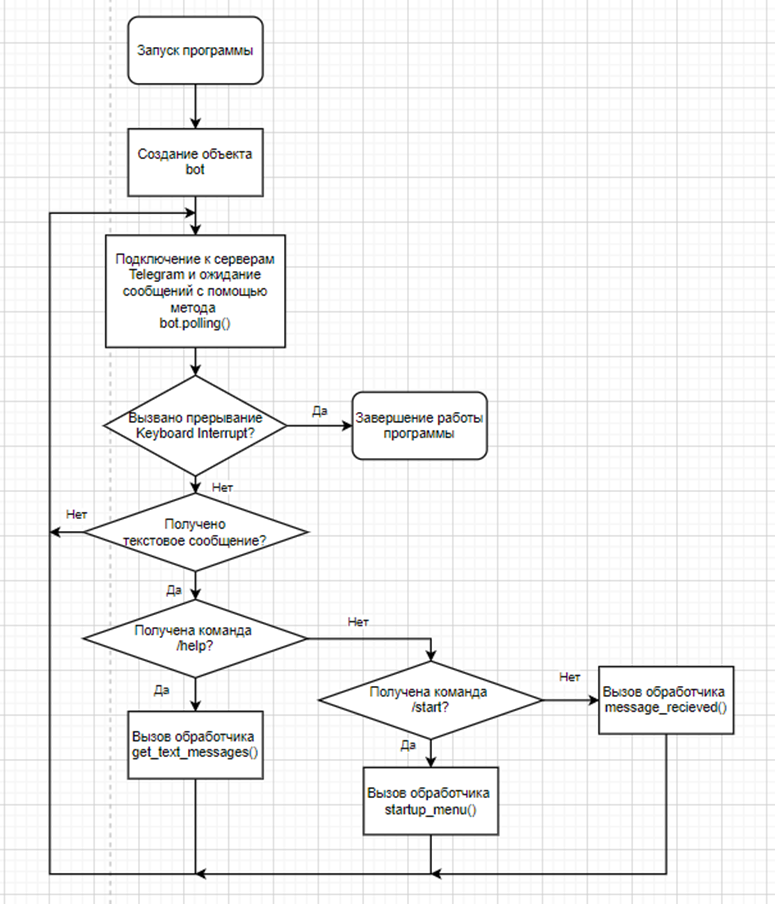 Запуск программы
Создание объекта
bot
Подключение к серверам
Telegram и ожидание
сообщений с помощью
метода
bot.polling()
Вызвано прерывание
Keyboard Interrupt?
Да
Завершение работы
программы
Нет
Нет
Получено
текстовое сообщение?
Да
Получена команда
/help?
Нет
Да
Получена команда
/start?
Нет
Вызов обработчика
message_recieved()
Вызов обработчика
get_text_messages()
Да
Вызов обработчика
startup_menu()